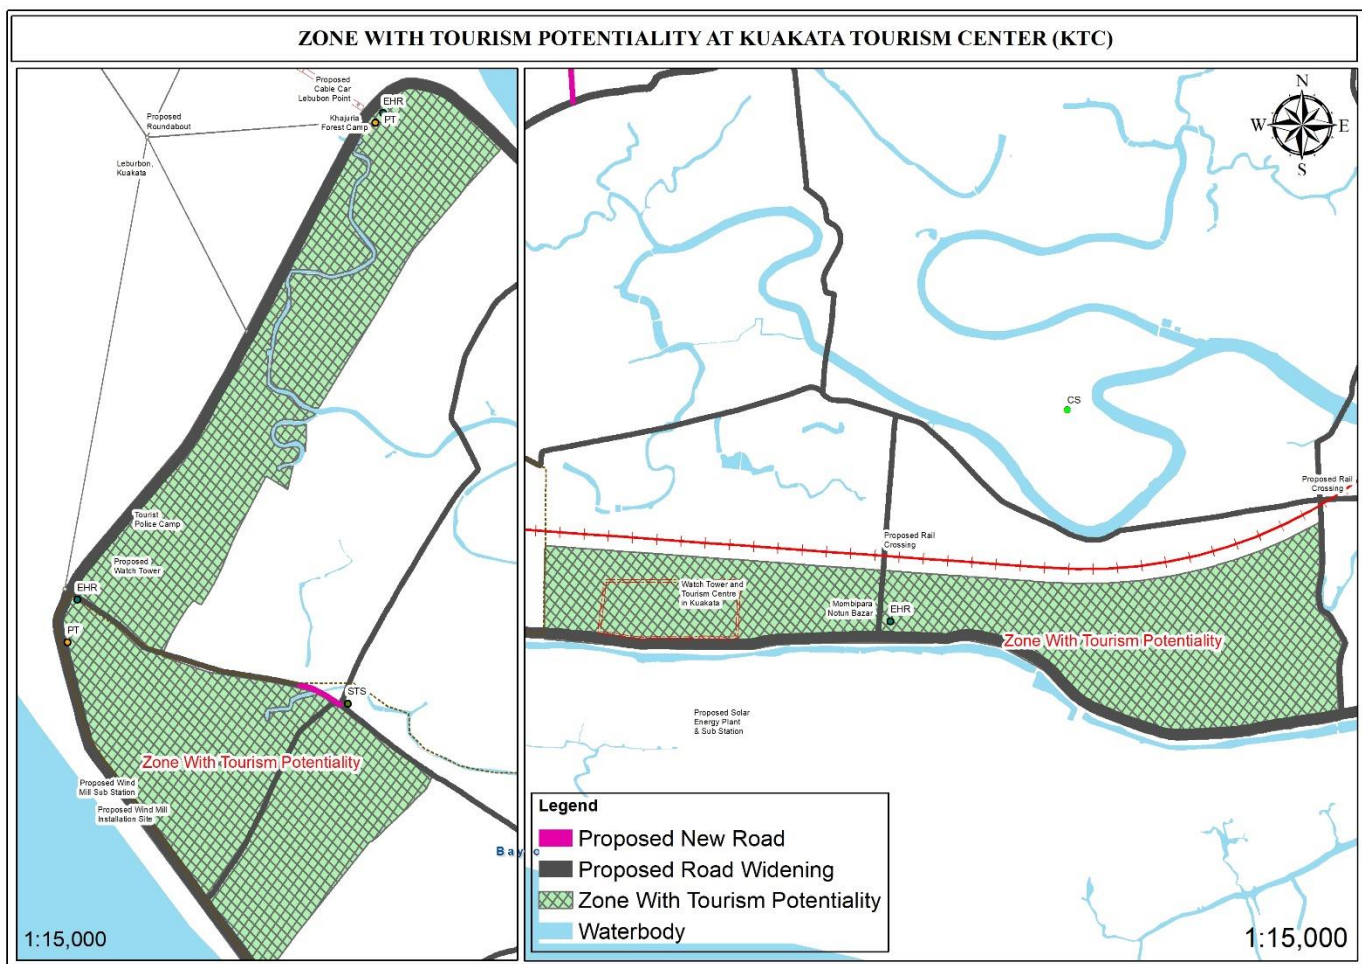 ZONE WITH TOURISM POTENTIALITY AT KUAKATA TOURISM CENTER (KTC)
Proposed
Cable Car
Lebubon Point
EHR
Khajuria
Forest Camp
PT
Proposed
Roundabout
Leburbon,
Kuakata
Tourist
Police Camp
Proposed
Watch Tower
EHR
PT
STS
Zone With Tourism Potentiality
Proposed Wind
Mill Sub Station
Proposed Wind Mill
Installation Site
1:15,000
N
W
E
S
CS
Proposed Rail
Crossing
Proposed Rail
Crossing
Watch Tower and
Tourism Centre
in Kuakata
Mombipara
Notun Bazar
EHR
Zone With Tourism Potentiality
Proposed Solar
Energy Plant
& Sub Station
Bay
Legend
Proposed New Road
Proposed Road Widening
Zone With Tourism Potentiality
Waterbody
1:15,000